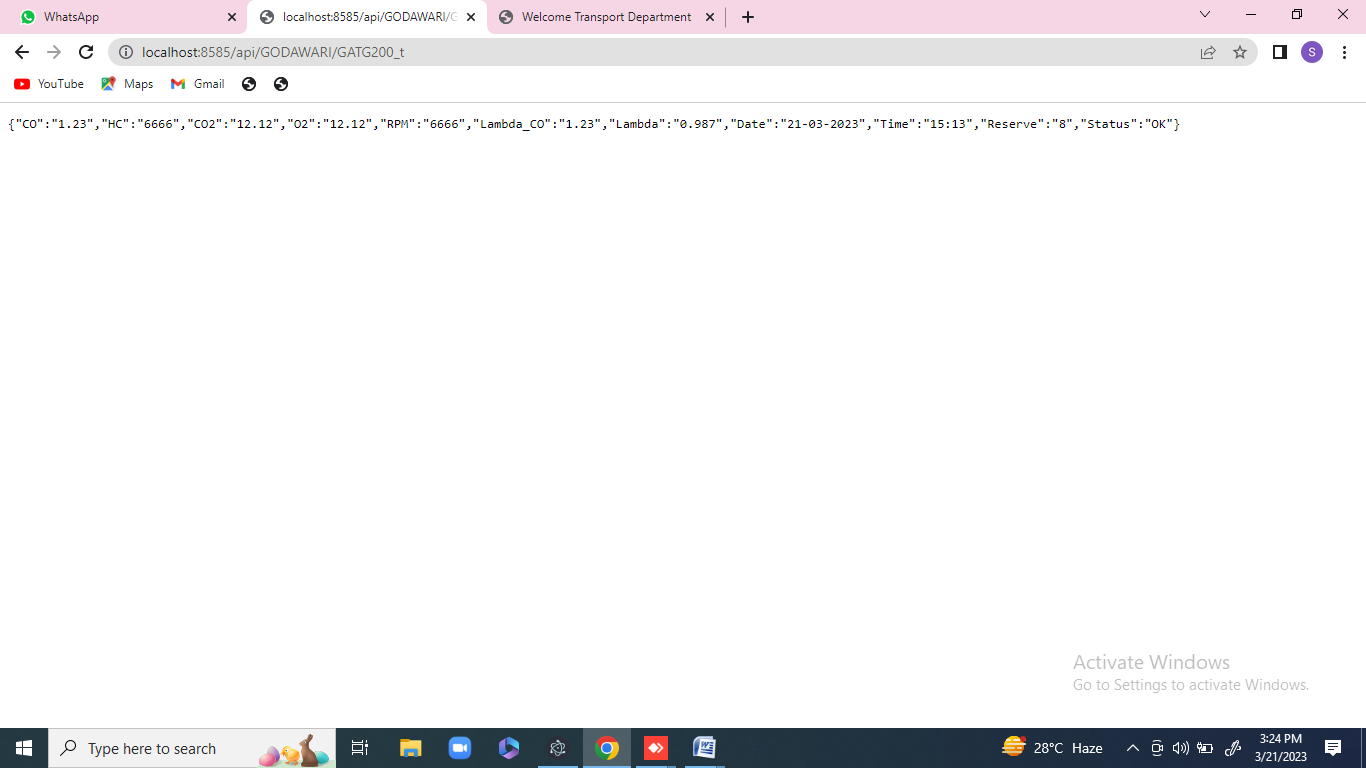 WhatsApp
localhost:8585/api/GODAWARI/G
Welcome Transport Department
localhost:8585/api/GODAWARI/GATG200_t
S
YouTube
Maps
Gmail
{"CO":"1.23","HC":"6666","CO2":"12.12","O2":"12.12","RPM":"6666","Lambda_CO":"1.23","Lambda":"0.987","Date":"21-03-2023","Time":"15:13","Reserve":"8","Status":"OK"}
Activate Windows
Go to Settings to activate Windows.
Type here to search
28°C Haze
3:24 PM
3/21/2023